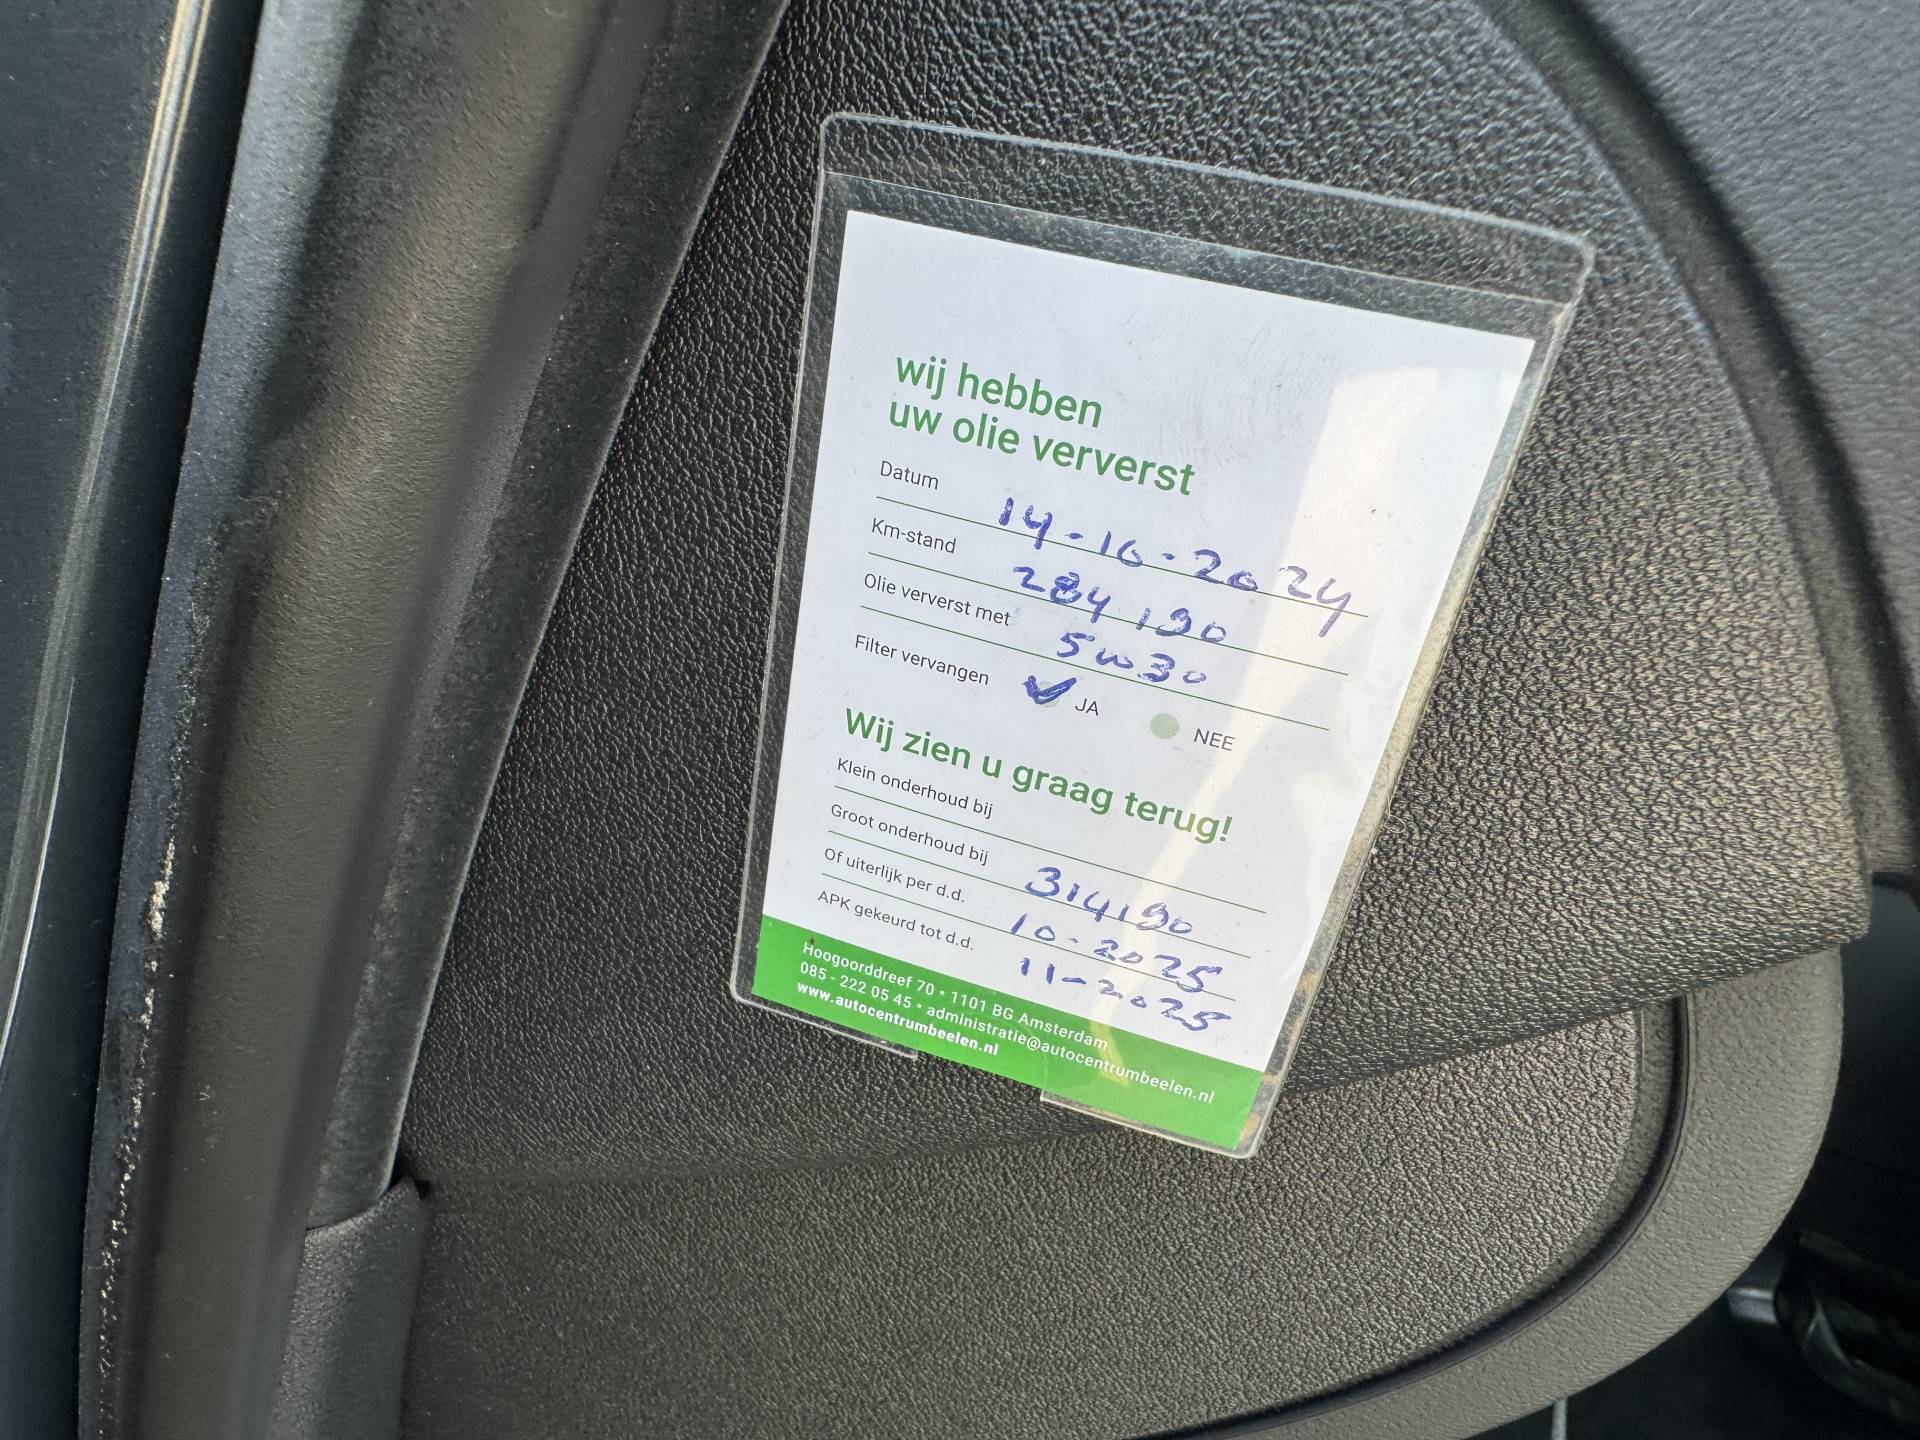 wij hebben
uw olie ververst
Datum 14-10-2024
Km-stand 284190
Olie ververst met 5w30
Filter vervangen JA NEE
Wij zien u graag terug!
Klein onderhoud bij
Groot onderhoud bij 314190
Of uiterlijk per d.d. 10-2025
APK gekeurd tot d.d. 11-2025
Hoogoorddreef 70 • 1101 BG Amsterdam
085 - 222 05 45 • administratie@autocentrumbeelen.nl
www.autocentrumbeelen.nl